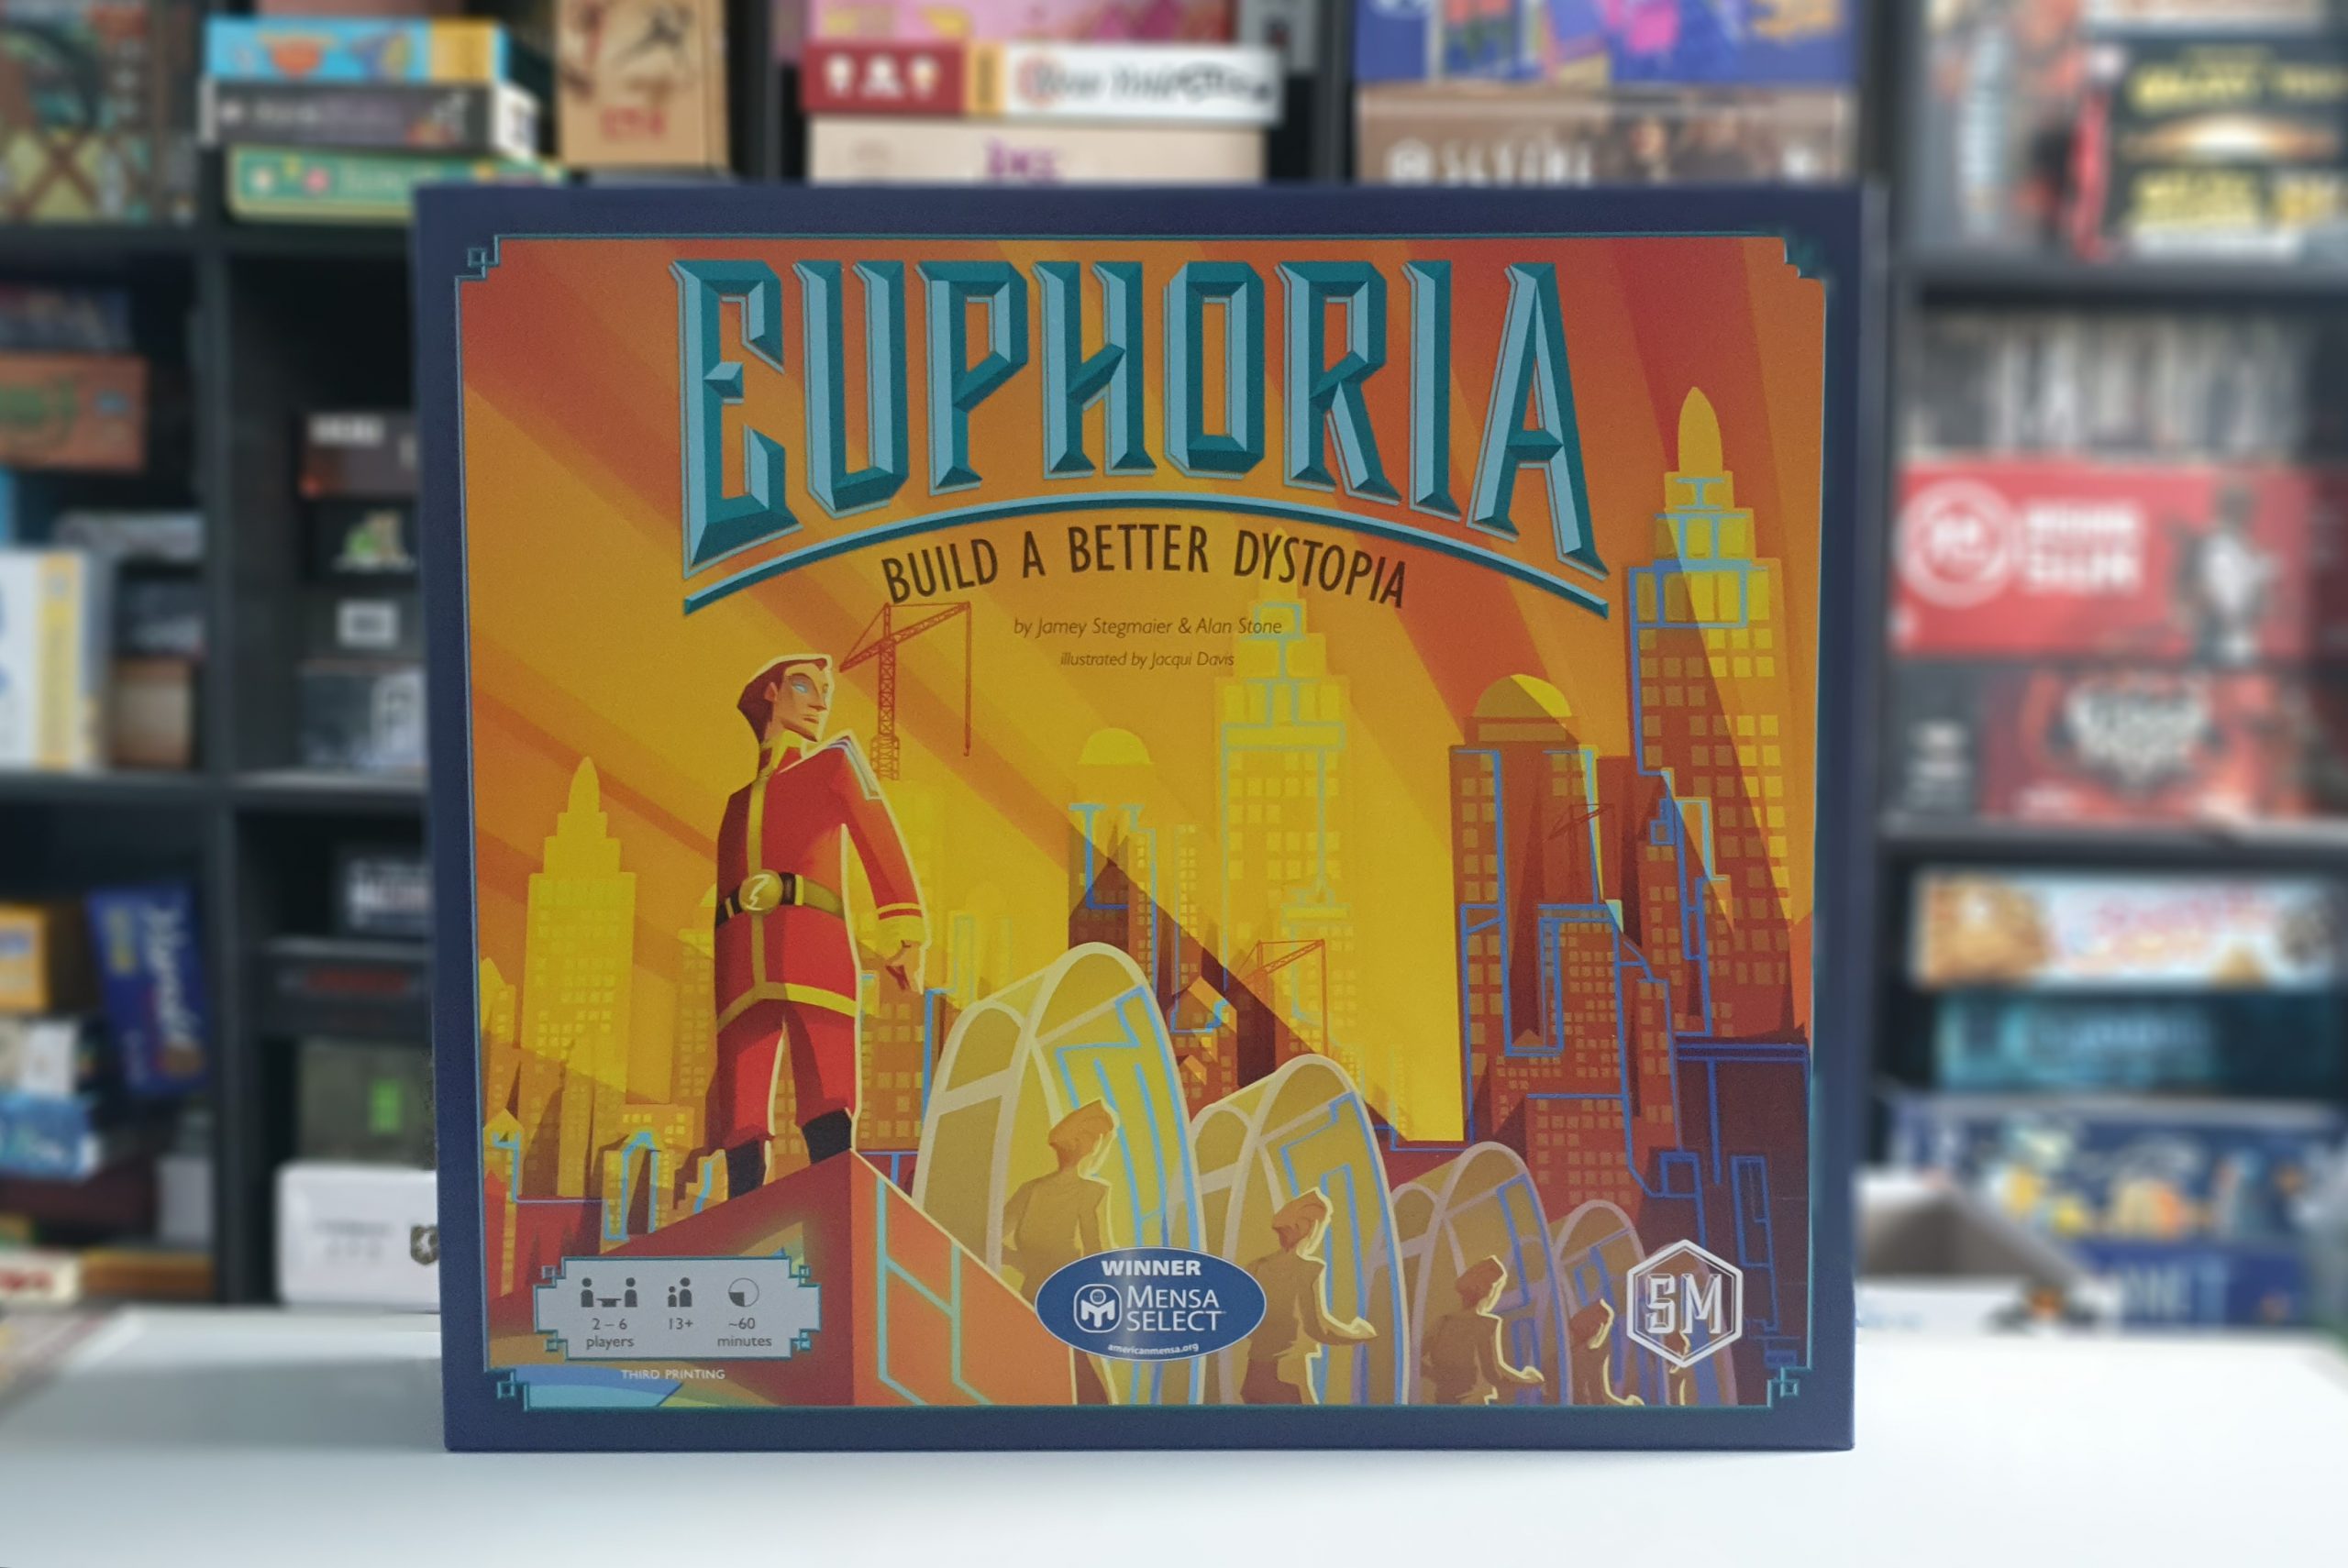 EUPHORIA
BUILD A BETTER DYSTOPIA
by Jamey Stegmaier & Alan Stone
illustrated by Jacqui Davis
2 – 6
players
13+
~60
minutes
THIRD PRINTING
WINNER
MENSA
SELECT
americanmensa.org
SM